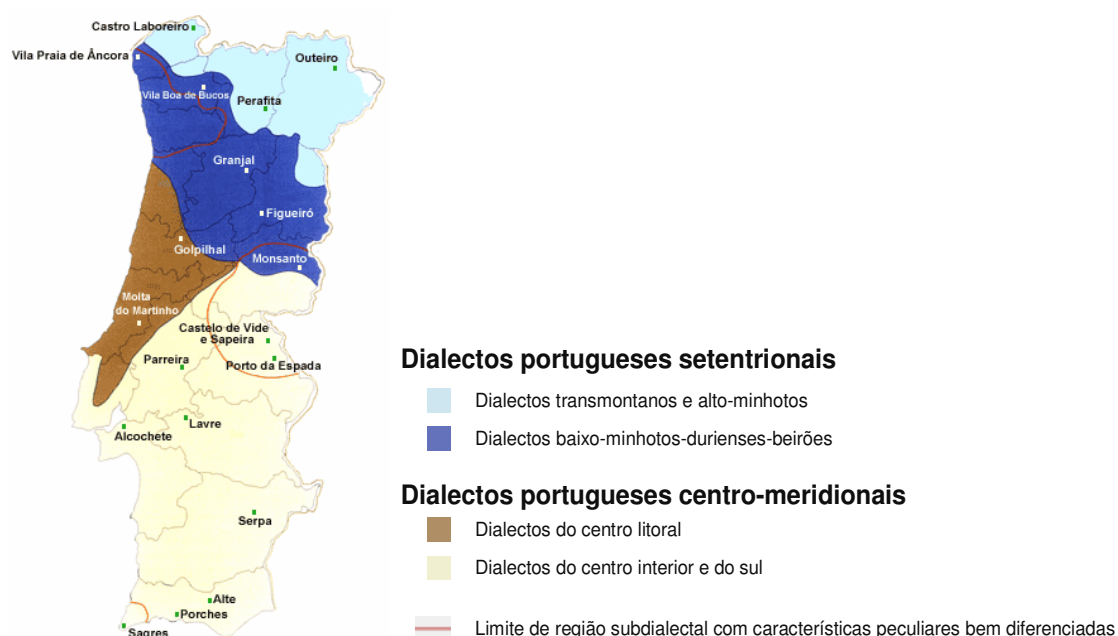 Castro Laboreiro
Vila Praia de Âncora
Outeiro
Vila Boa de Bucos
Perafita
Granjal
Figueiró
Golpilhal
Monsanto
Moita
do Martinho
Castelo de Vide
e Sapeira
Parreira
Porto da Espada
Lavre
Alcochete
Serpa
Alte
Porches
Sagres
Dialectos portugueses setentrionais
Dialectos transmontanos e alto-minhotos
Dialectos baixo-minhotos-durienses-beirões
Dialectos portugueses centro-meridionais
Dialectos do centro litoral
Dialectos do centro interior e do sul
Limite de região subdialectal com características peculiares bem diferenciadas